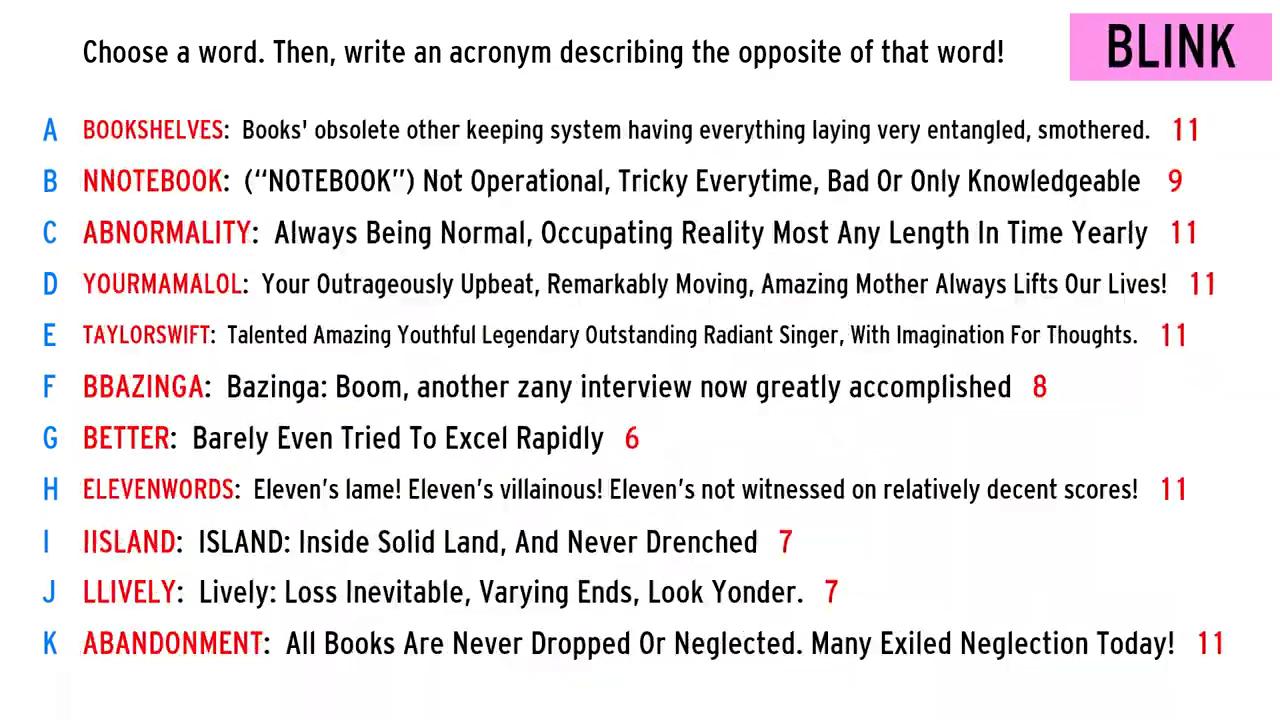 Choose a word. Then, write an acronym describing the opposite of that word!
BLINK
A BOOKSHELVES: Books' obsolete other keeping system having everything laying very entangled, smothered. 11
B NNOTEBOOK: (“NOTEBOOK”) Not Operational, Tricky Everytime, Bad Or Only Knowledgeable 9
C ABNORMALITY: Always Being Normal, Occupating Reality Most Any Length In Time Yearly 11
D YOURMAMALOL: Your Outrageously Upbeat, Remarkably Moving, Amazing Mother Always Lifts Our Lives! 11
E TAYLORSWIFT: Talented Amazing Youthful Legendary Outstanding Radiant Singer, With Imagination For Thoughts. 11
F BBAZINGA: Bazinga: Boom, another zany interview now greatly accomplished 8
G BETTER: Barely Even Tried To Excel Rapidly 6
H ELEVENWORDS: Eleven’s lame! Eleven’s villainous! Eleven’s not witnessed on relatively decent scores! 11
I IISLAND: ISLAND: Inside Solid Land, And Never Drenched 7
J LLIVELY: Lively: Loss Inevitable, Varying Ends, Look Yonder. 7
K ABANDONMENT: All Books Are Never Dropped Or Neglected. Many Exiled Neglection Today! 11